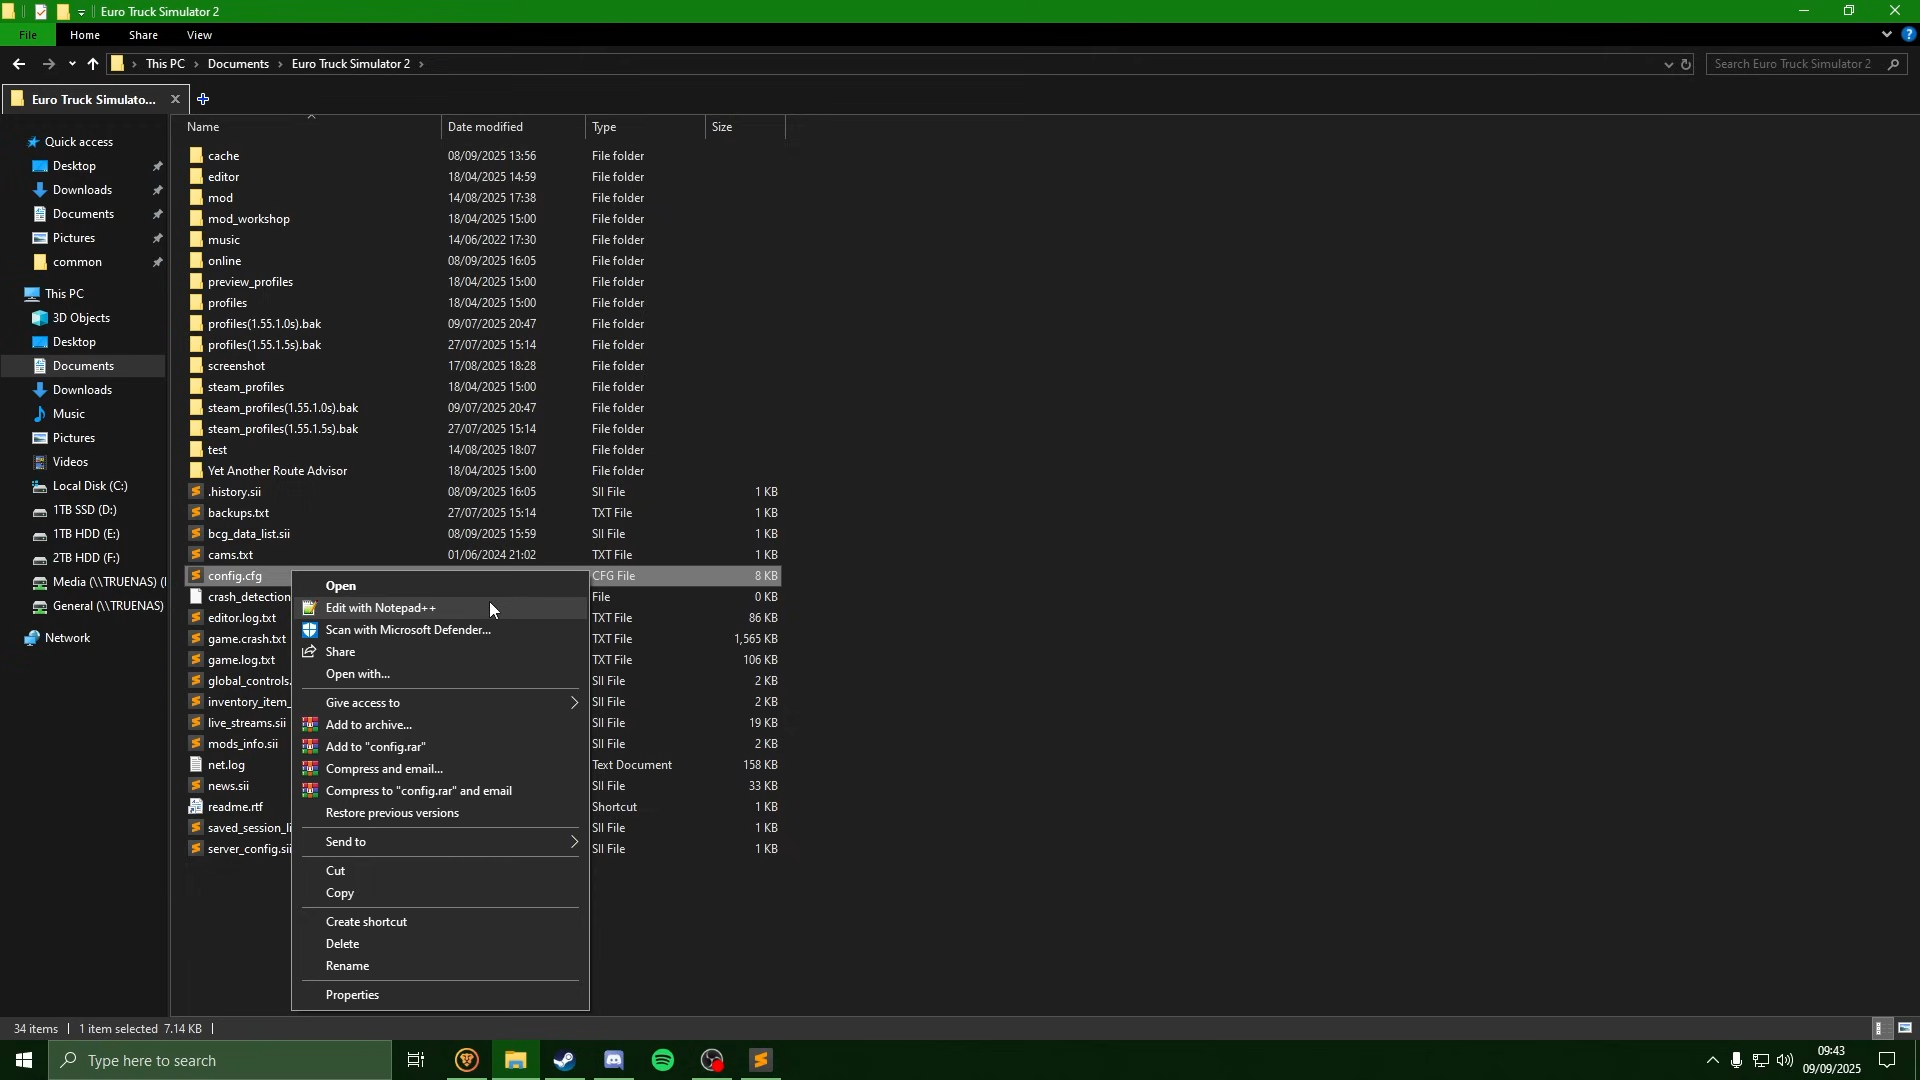 Euro Truck Simulator 2
File Home Share View
This PC Documents Euro Truck Simulator 2
Search Euro Truck Simulator 2
Euro Truck Simulato...
Name Date modified Type Size
Quick access
Desktop
Downloads
Documents
Pictures
common
This PC
3D Objects
Desktop
Documents
Downloads
Music
Pictures
Videos
Local Disk (C:)
1TB SSD (D:)
1TB HDD (E:)
2TB HDD (F:)
Media (\\TRUENAS) (
General (\\TRUENAS)
Network
cache 08/09/2025 13:56 File folder
editor 18/04/2025 14:59 File folder
mod 14/08/2025 17:38 File folder
mod_workshop 18/04/2025 15:00 File folder
music 14/06/2022 17:30 File folder
online 08/09/2025 16:05 File folder
preview_profiles 18/04/2025 15:00 File folder
profiles 18/04/2025 15:00 File folder
profiles(1.55.1.0s).bak 09/07/2025 20:47 File folder
profiles(1.55.1.5s).bak 27/07/2025 15:14 File folder
screenshot 17/08/2025 18:28 File folder
steam_profiles 18/04/2025 15:00 File folder
steam_profiles(1.55.1.0s).bak 09/07/2025 20:47 File folder
steam_profiles(1.55.1.5s).bak 27/07/2025 15:14 File folder
test 14/08/2025 18:07 File folder
Yet Another Route Advisor 18/04/2025 15:00 File folder
.history.sii 08/09/2025 16:05 SII File 1 KB
backups.txt 27/07/2025 15:14 TXT File 1 KB
bcg_data_list.sii 08/09/2025 15:59 SII File 1 KB
cams.txt 01/06/2024 21:02 TXT File 1 KB
config.cfg CFG File 8 KB
crash_detection File 0 KB
editor.log.txt TXT File 86 KB
game.crash.txt TXT File 1,565 KB
game.log.txt TXT File 106 KB
global_controls. SII File 2 KB
inventory_item_ SII File 2 KB
live_streams.sii SII File 19 KB
mods_info.sii SII File 2 KB
net.log Text Document 158 KB
news.sii SII File 33 KB
readme.rtf Shortcut 1 KB
saved_session_li SII File 1 KB
server_config.sii SII File 1 KB
Open
Edit with Notepad++
Scan with Microsoft Defender...
Share
Open with...
Give access to
Add to archive...
Add to "config.rar"
Compress and email...
Compress to "config.rar" and email
Restore previous versions
Send to
Cut
Copy
Create shortcut
Delete
Rename
Properties
34 items 1 item selected 7.14 KB
Type here to search
09:43
09/09/2025